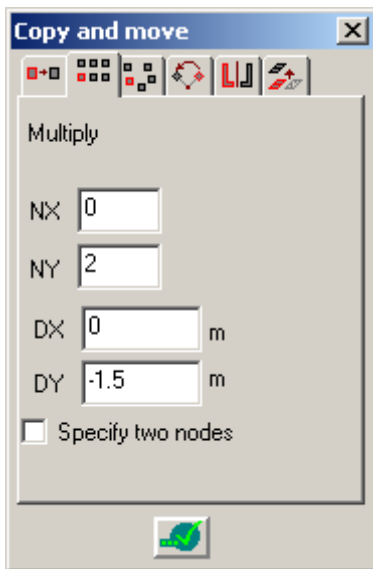 Copy and move
Multiply
NX 0
NY 2
DX 0 m
DY -1.5 m
Specify two nodes